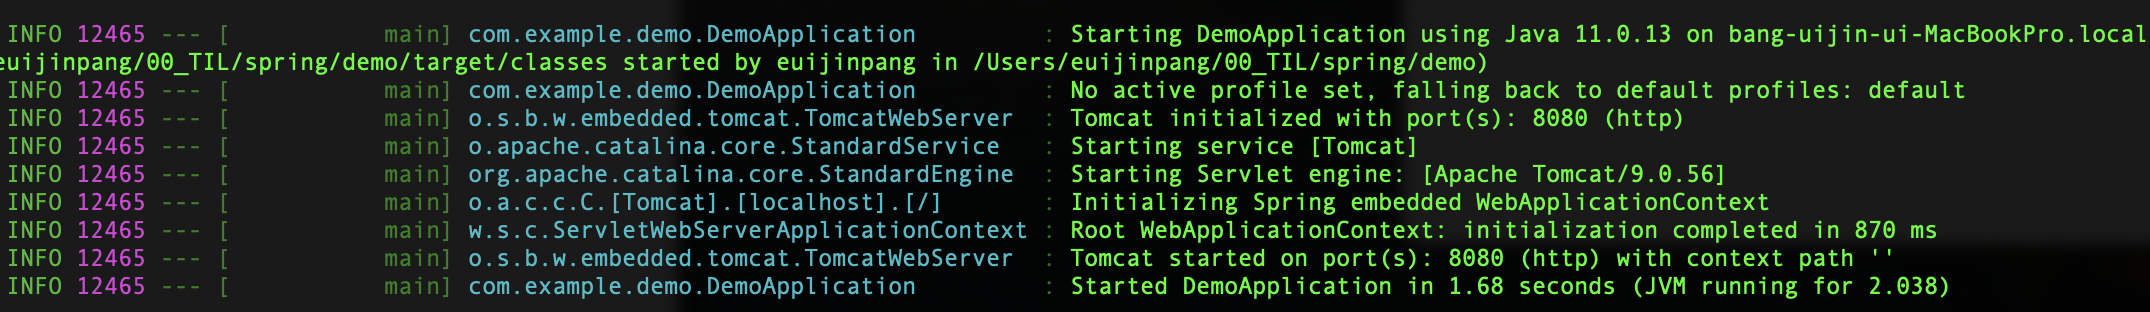 INFO 12465 --- [           main] com.example.demo.DemoApplication         : Starting DemoApplication using Java 11.0.13 on bang-uijin-ui-MacBookPro.local
euijinpang/00_TIL/spring/demo/target/classes started by euijinpang in /Users/euijinpang/00_TIL/spring/demo)
INFO 12465 --- [           main] com.example.demo.DemoApplication         : No active profile set, falling back to default profiles: default
INFO 12465 --- [           main] o.s.b.w.embedded.tomcat.TomcatWebServer  : Tomcat initialized with port(s): 8080 (http)
INFO 12465 --- [           main] o.apache.catalina.core.StandardService   : Starting service [Tomcat]
INFO 12465 --- [           main] org.apache.catalina.core.StandardEngine  : Starting Servlet engine: [Apache Tomcat/9.0.56]
INFO 12465 --- [           main] o.a.c.c.C.[Tomcat].[localhost].[/]       : Initializing Spring embedded WebApplicationContext
INFO 12465 --- [           main] w.s.c.ServletWebServerApplicationContext : Root WebApplicationContext: initialization completed in 870 ms
INFO 12465 --- [           main] o.s.b.w.embedded.tomcat.TomcatWebServer  : Tomcat started on port(s): 8080 (http) with context path ''
INFO 12465 --- [           main] com.example.demo.DemoApplication         : Started DemoApplication in 1.68 seconds (JVM running for 2.038)